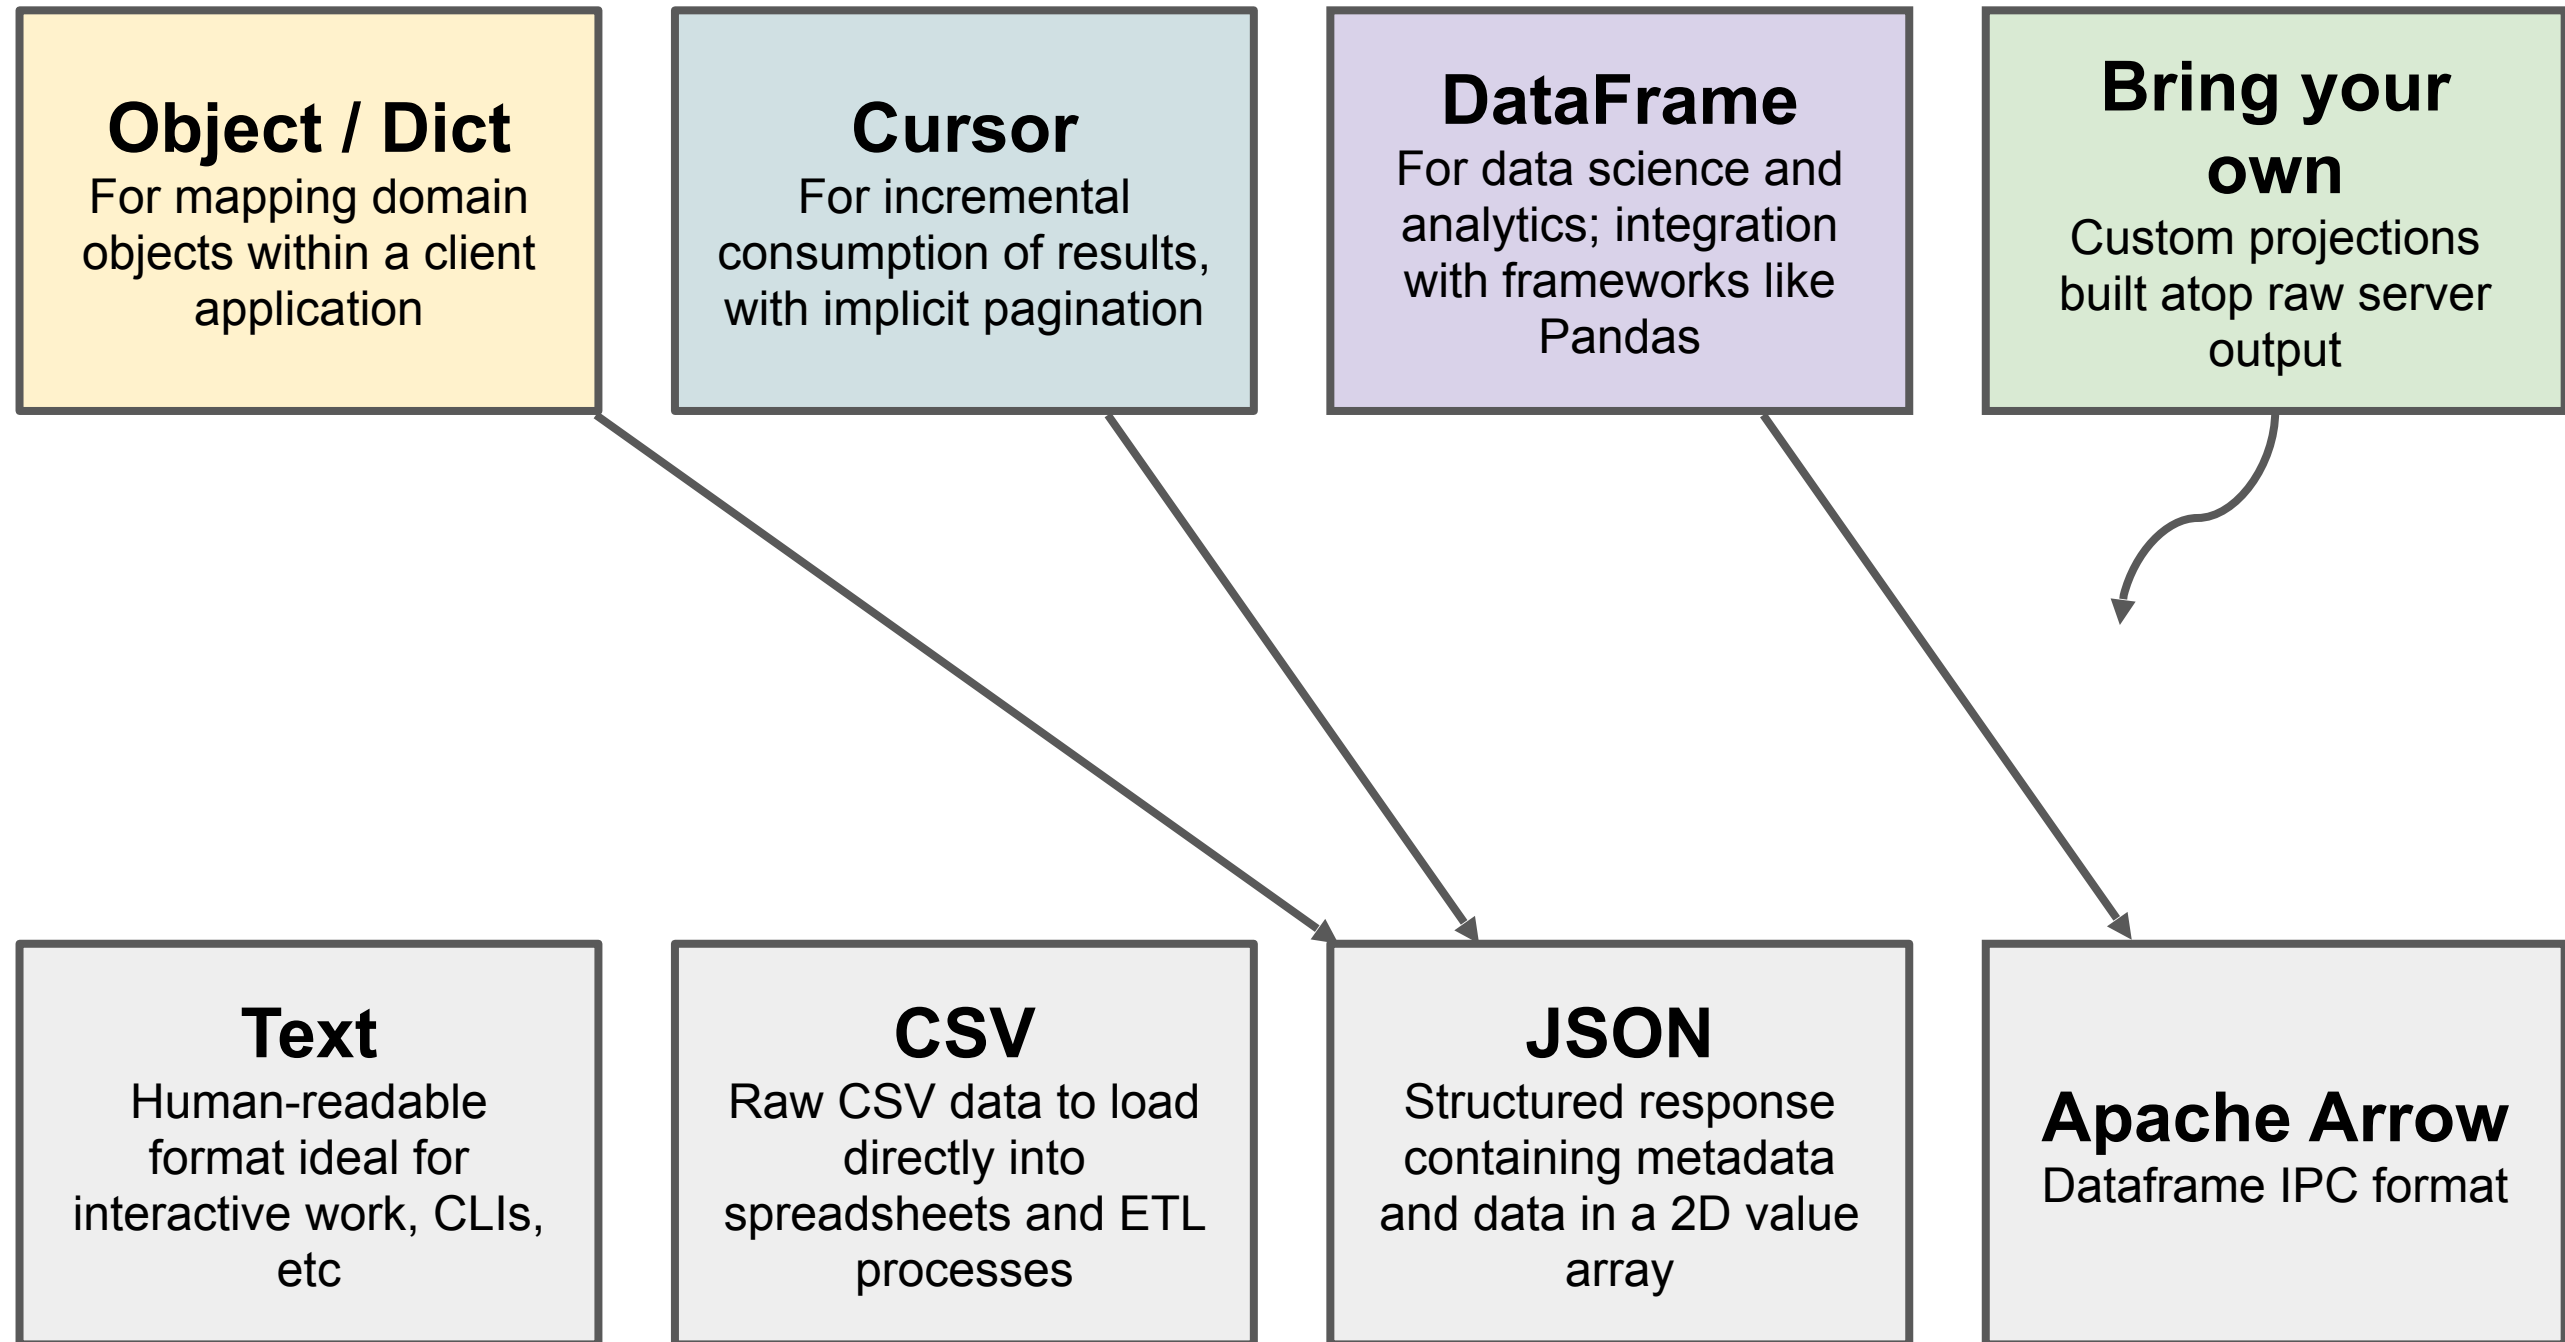 Object / Dict
For mapping domain
objects within a client
application
Cursor
For incremental
consumption of results,
with implicit pagination
DataFrame
For data science and
analytics; integration
with frameworks like
Pandas
Bring your
own
Custom projections
built atop raw server
output
Text
Human-readable
format ideal for
interactive work, CLIs,
etc
CSV
Raw CSV data to load
directly into
spreadsheets and ETL
processes
JSON
Structured response
containing metadata
and data in a 2D value
array
Apache Arrow
Dataframe IPC format